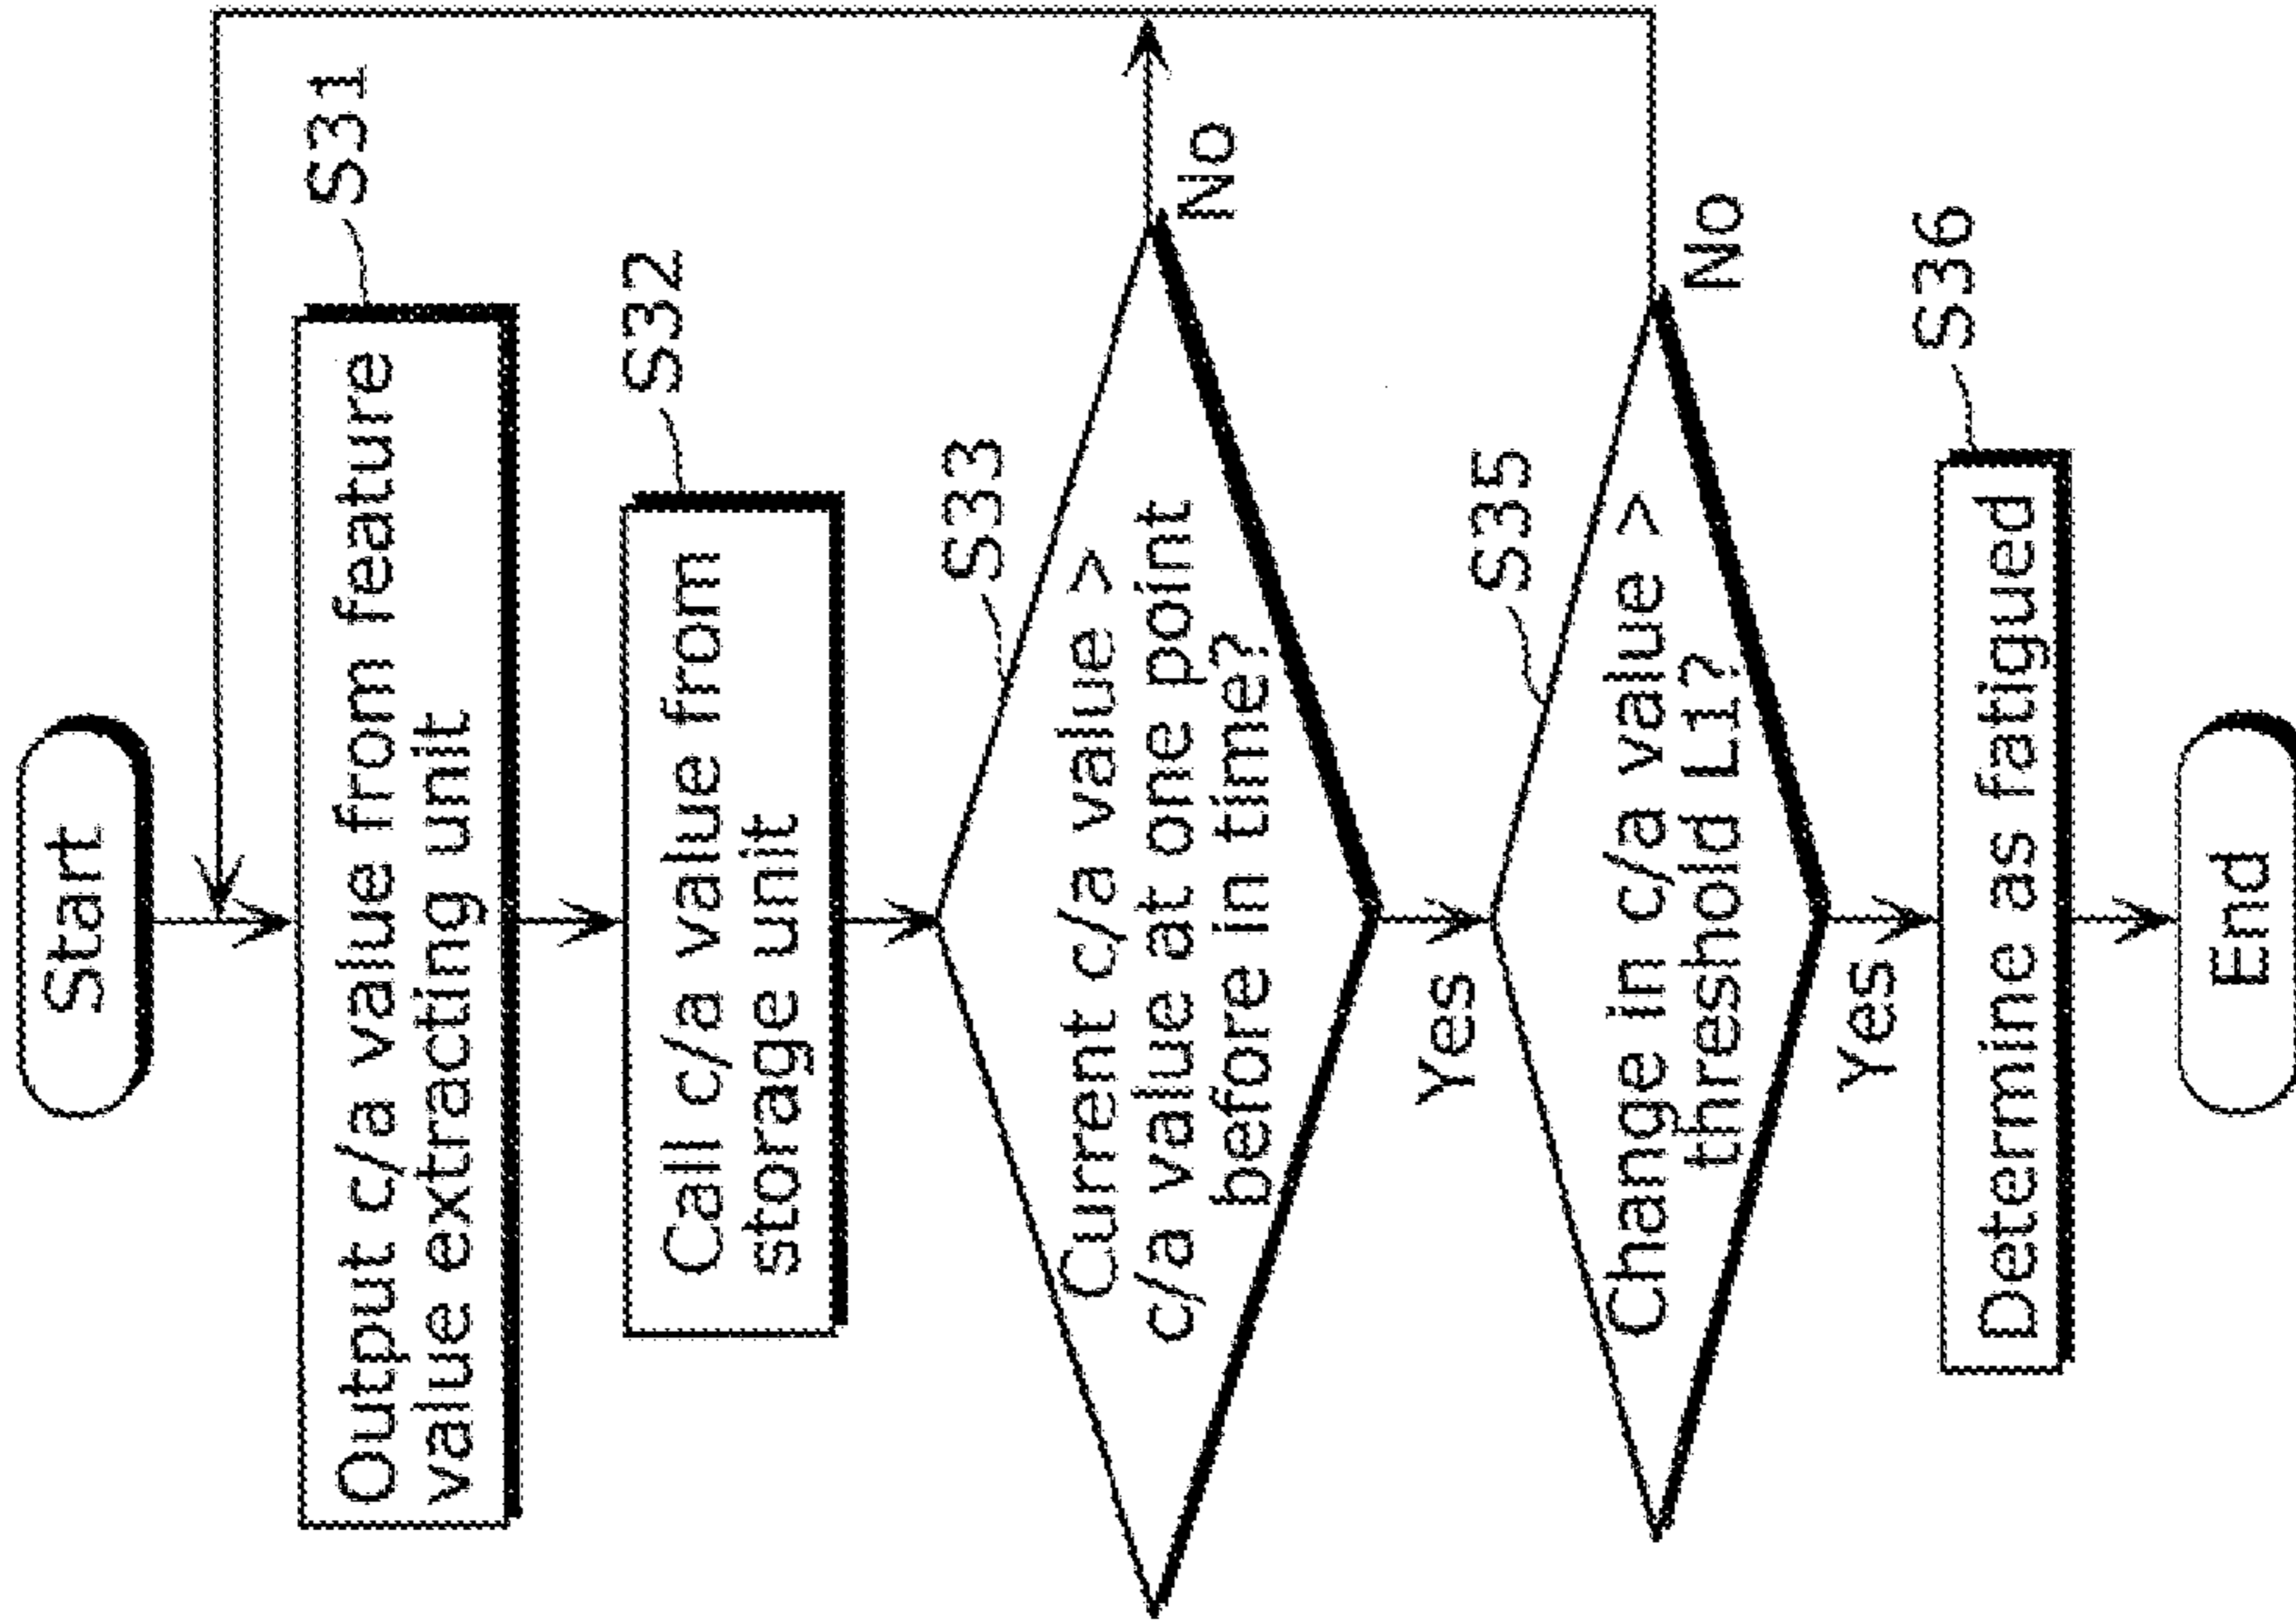 Start
Output c/a value from feature
value extracting unit
S31
Call c/a value from
storage unit
S32
Current c/a value >
c/a value at one point
before in time?
S33
No
Yes
Change in c/a value >
threshold L1?
S35
No
Yes
Determine as fatigued
S36
End